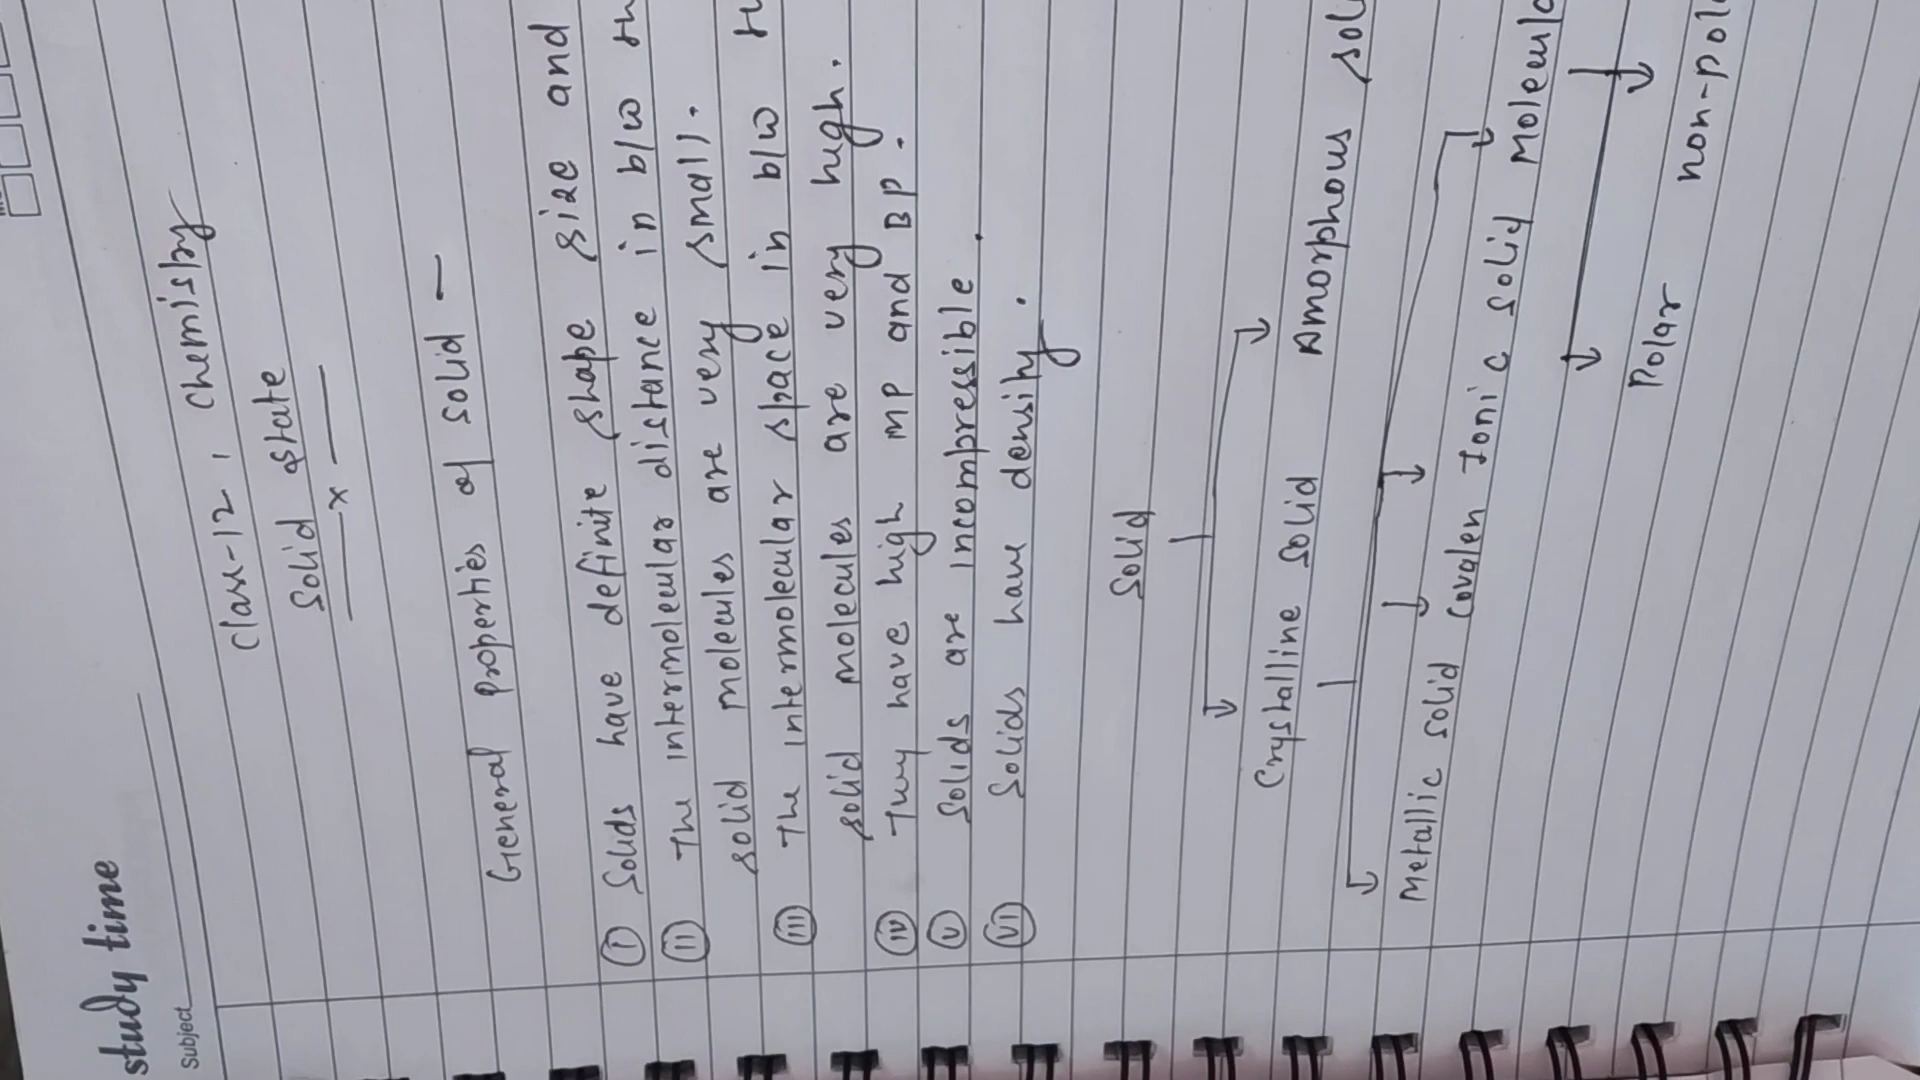 study time
Subject
Class-12, Chemistry
Solid state
—x—
General properties of solid —
(i) Solids have definite shape size and
(ii) The intermolecular distance in b/w
solid molecules are very small.
(iii) The intermolecular space in b/w
solid molecules are very high.
(iv) They have high MP and BP.
(v) Solids are incompressible.
(vi) Solids have density.
Solid
Crystalline solid Amorphous
Metallic solid Covalen Ionic solid
Polar